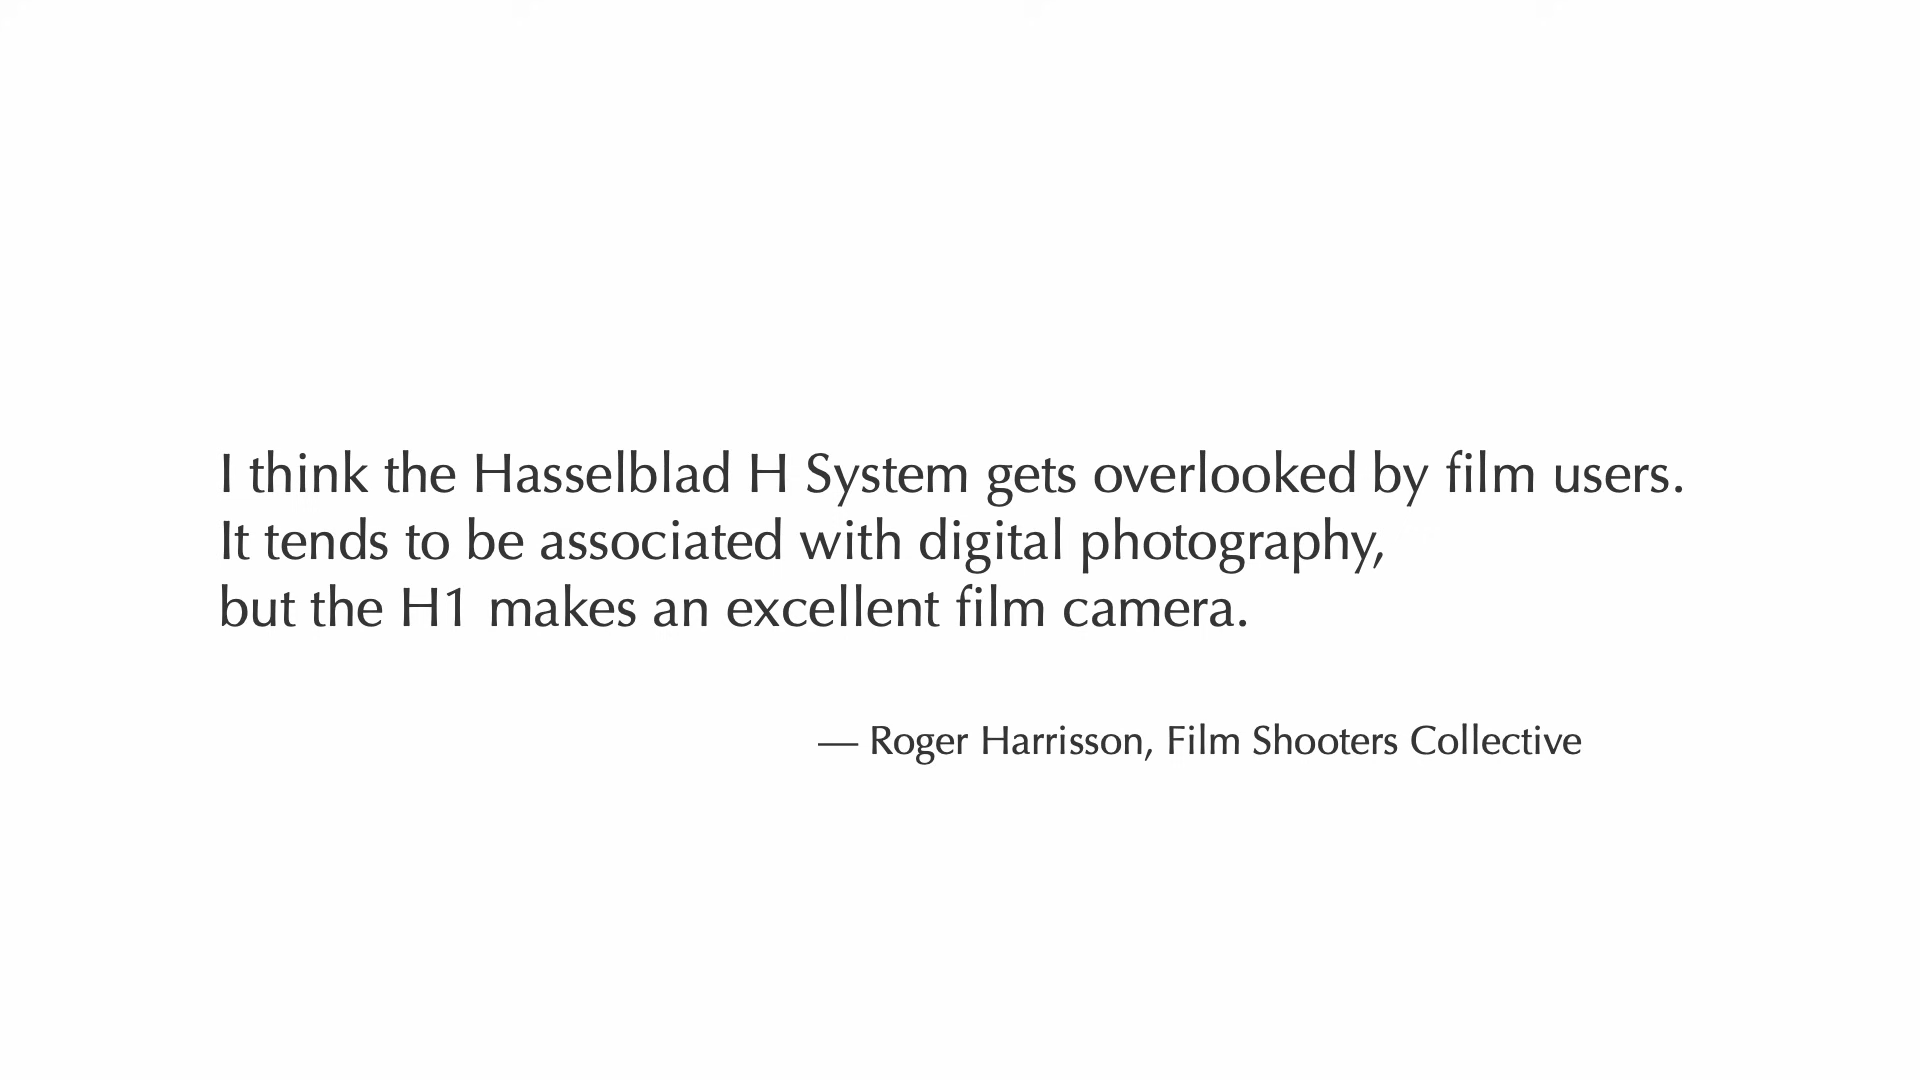 I think the Hasselblad H System gets overlooked by film users.
It tends to be associated with digital photography,
but the H1 makes an excellent film camera.
— Roger Harrisson, Film Shooters Collective